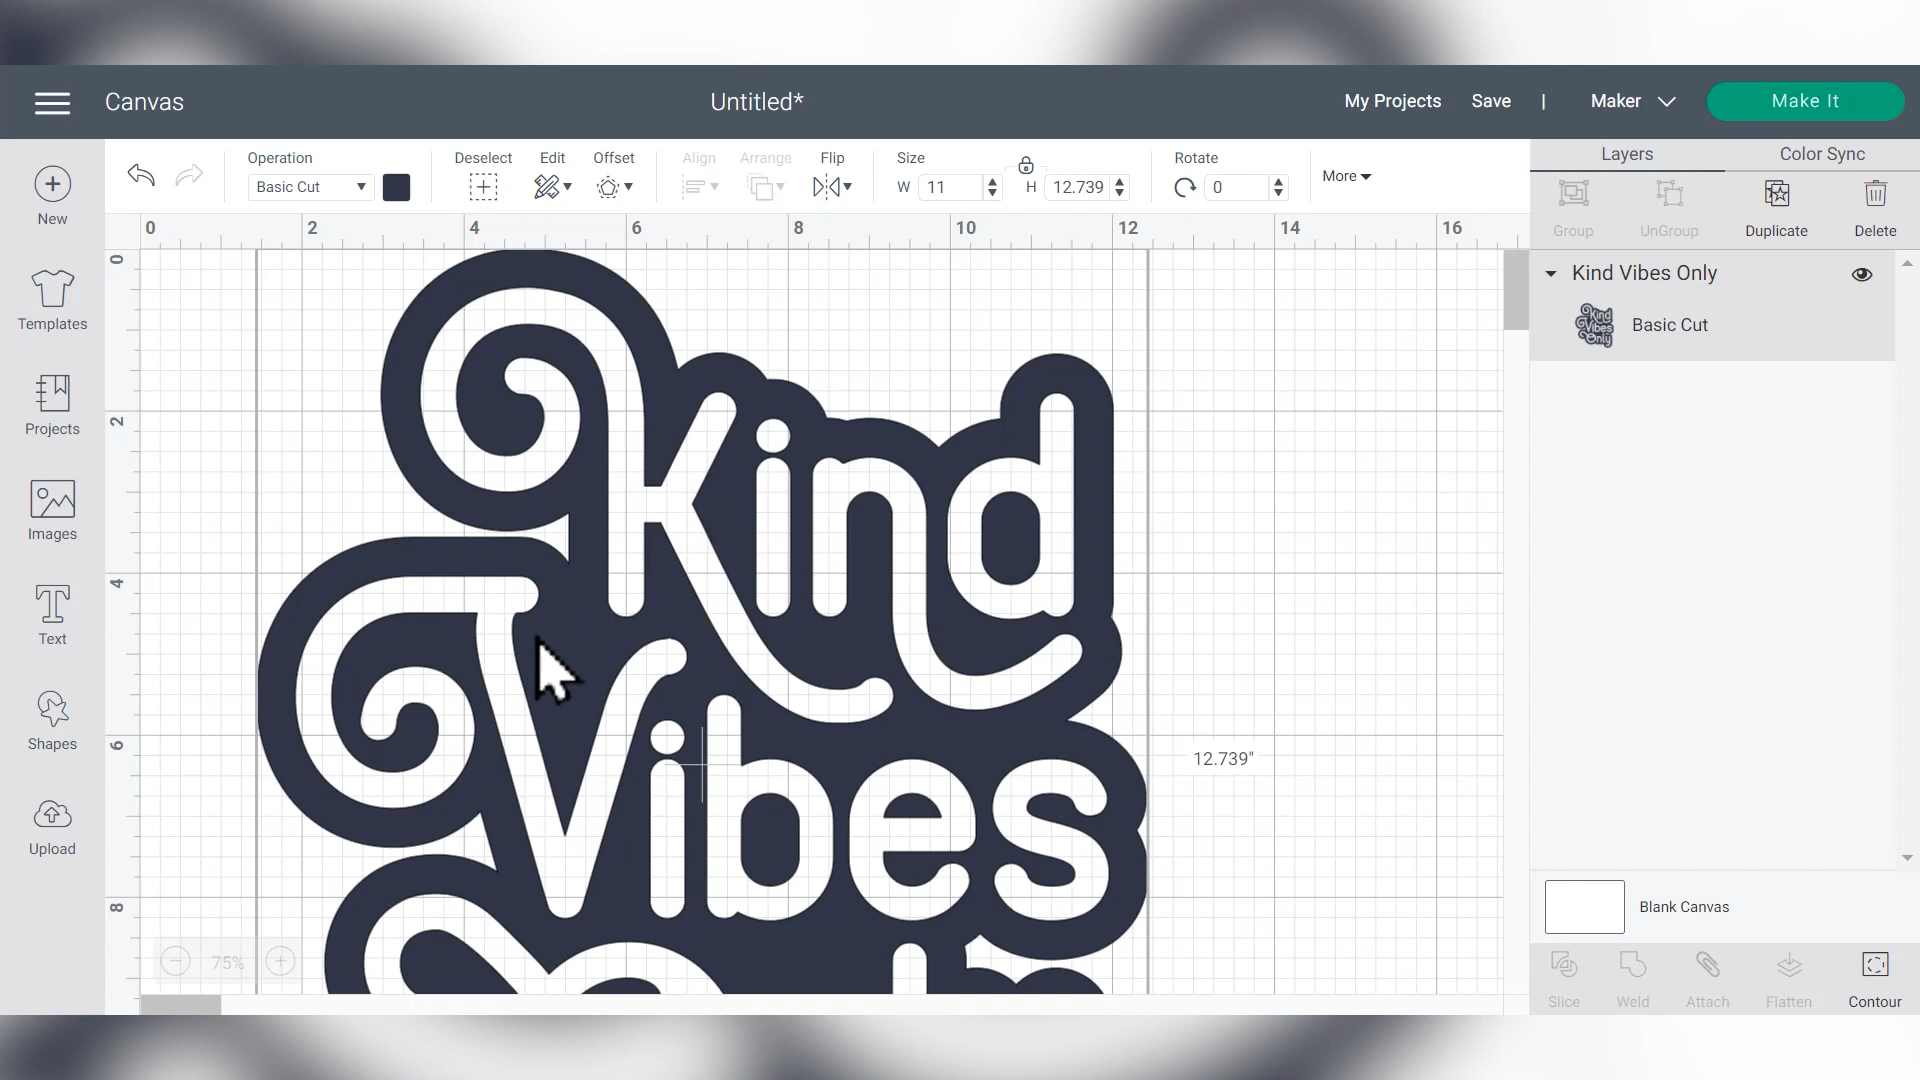 Canvas
Untitled*
My Projects Save | Maker Make It
Operation
Basic Cut
Deselect
Edit
Offset
Align
Arrange
Flip
Size
W 11
H 12.739
Rotate
0
More
Layers Color Sync
Group UnGroup Duplicate Delete
New
Templates
Projects
Images
Text
Shapes
Upload
0 2 4 6 8 10 12 14 16
0
2
4
6
8
Kind
Vibes
12.739"
75%
Kind Vibes Only
Kind
Vibes
Only
Basic Cut
Blank Canvas
Slice Weld Attach Flatten Contour